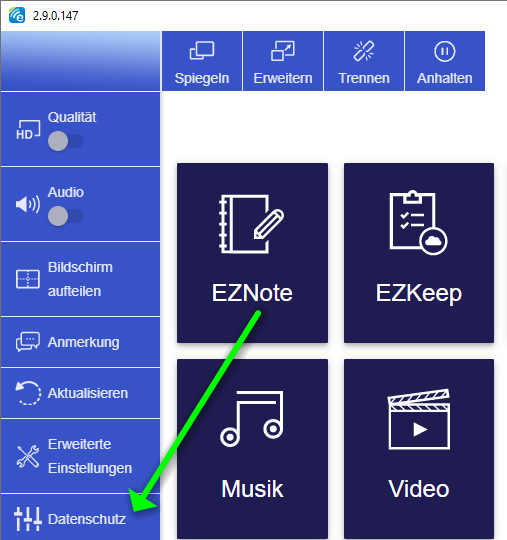 2.9.0.147
Spiegeln
Erweitern
Trennen
Anhalten
Qualität
HD
Audio
Bildschirm
aufteilen
Anmerkung
Aktualisieren
Erweiterte
Einstellungen
Datenschutz
EZNote
EZKeep
Musik
Video